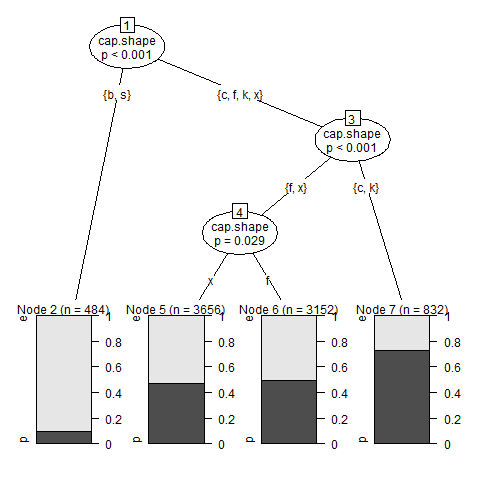 1
cap.shape
p < 0.001
{b, s}
{c, f, k, x}
3
cap.shape
p < 0.001
{f, x}
{c, k}
4
cap.shape
p = 0.029
x
f
Node 2 (n = 484)
e
p
1
0.8
0.6
0.4
0.2
0
Node 5 (n = 3656)
e
p
1
0.8
0.6
0.4
0.2
0
Node 6 (n = 3152)
e
p
1
0.8
0.6
0.4
0.2
0
Node 7 (n = 832)
e
p
1
0.8
0.6
0.4
0.2
0